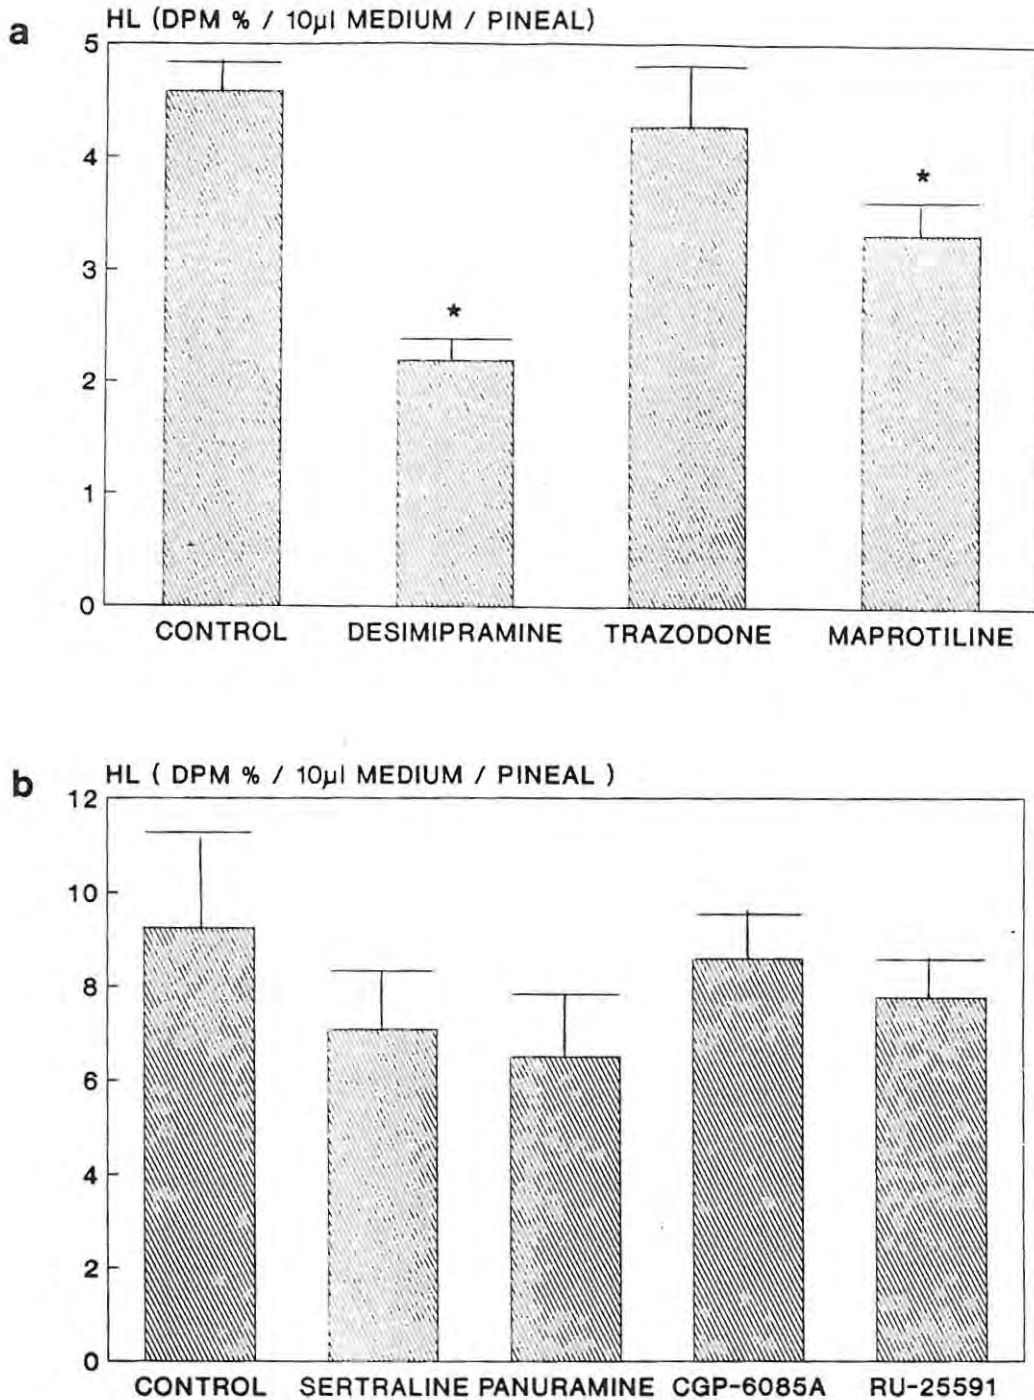 a
HL (DPM % / 10µl MEDIUM / PINEAL)
5
4
*
3
*
2
1
0
CONTROL DESIMIPRAMINE TRAZODONE MAPROTILINE
b
HL ( DPM % / 10µl MEDIUM / PINEAL )
12
10
8
6
4
2
0
CONTROL SERTRALINE PANURAMINE CGP-6085A RU-25591